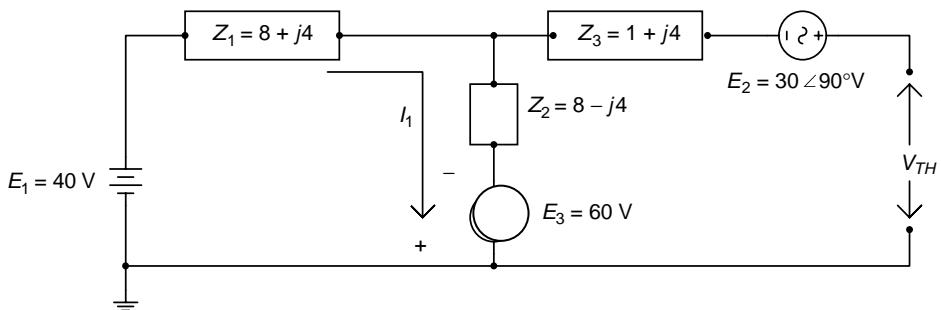 Z1 = 8 + j4
Z3 = 1 + j4
E2 = 30 ∠90°V
Z2 = 8 – j4
I1
–
VTH
E1 = 40 V
E3 = 60 V
+